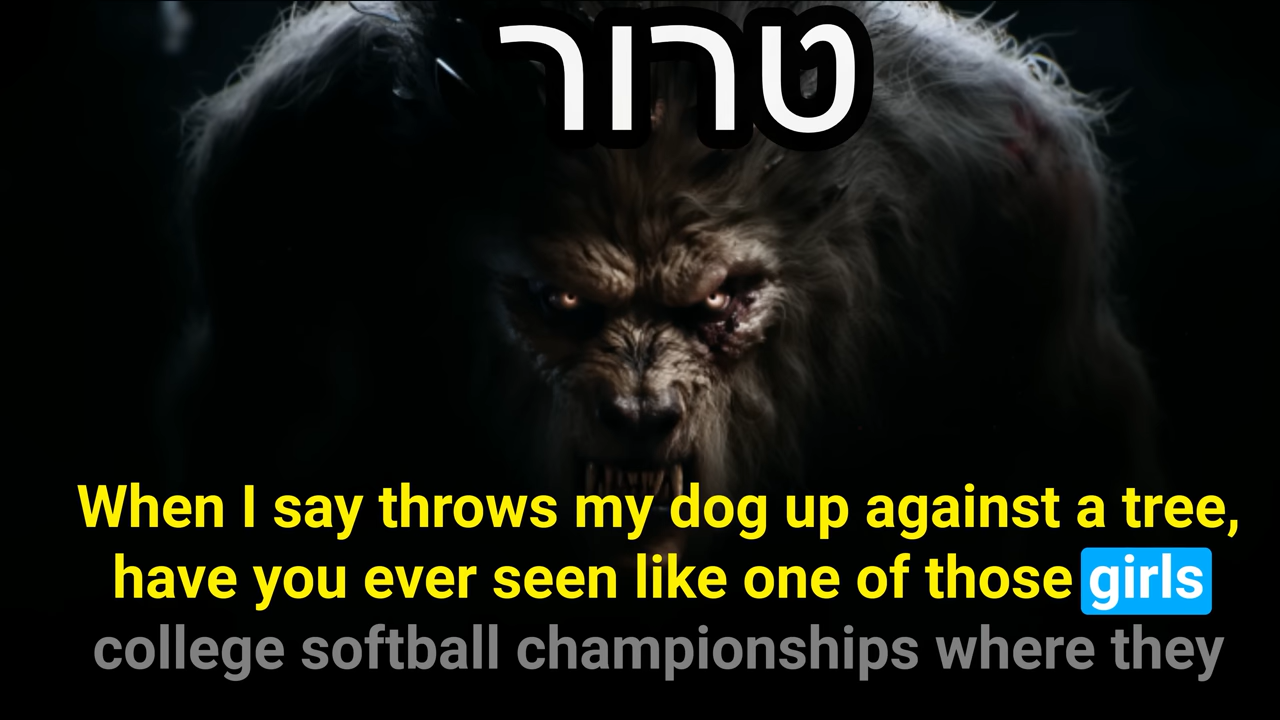 טרור
When I say throws my dog up against a tree,
have you ever seen like one of those girls
college softball championships where they